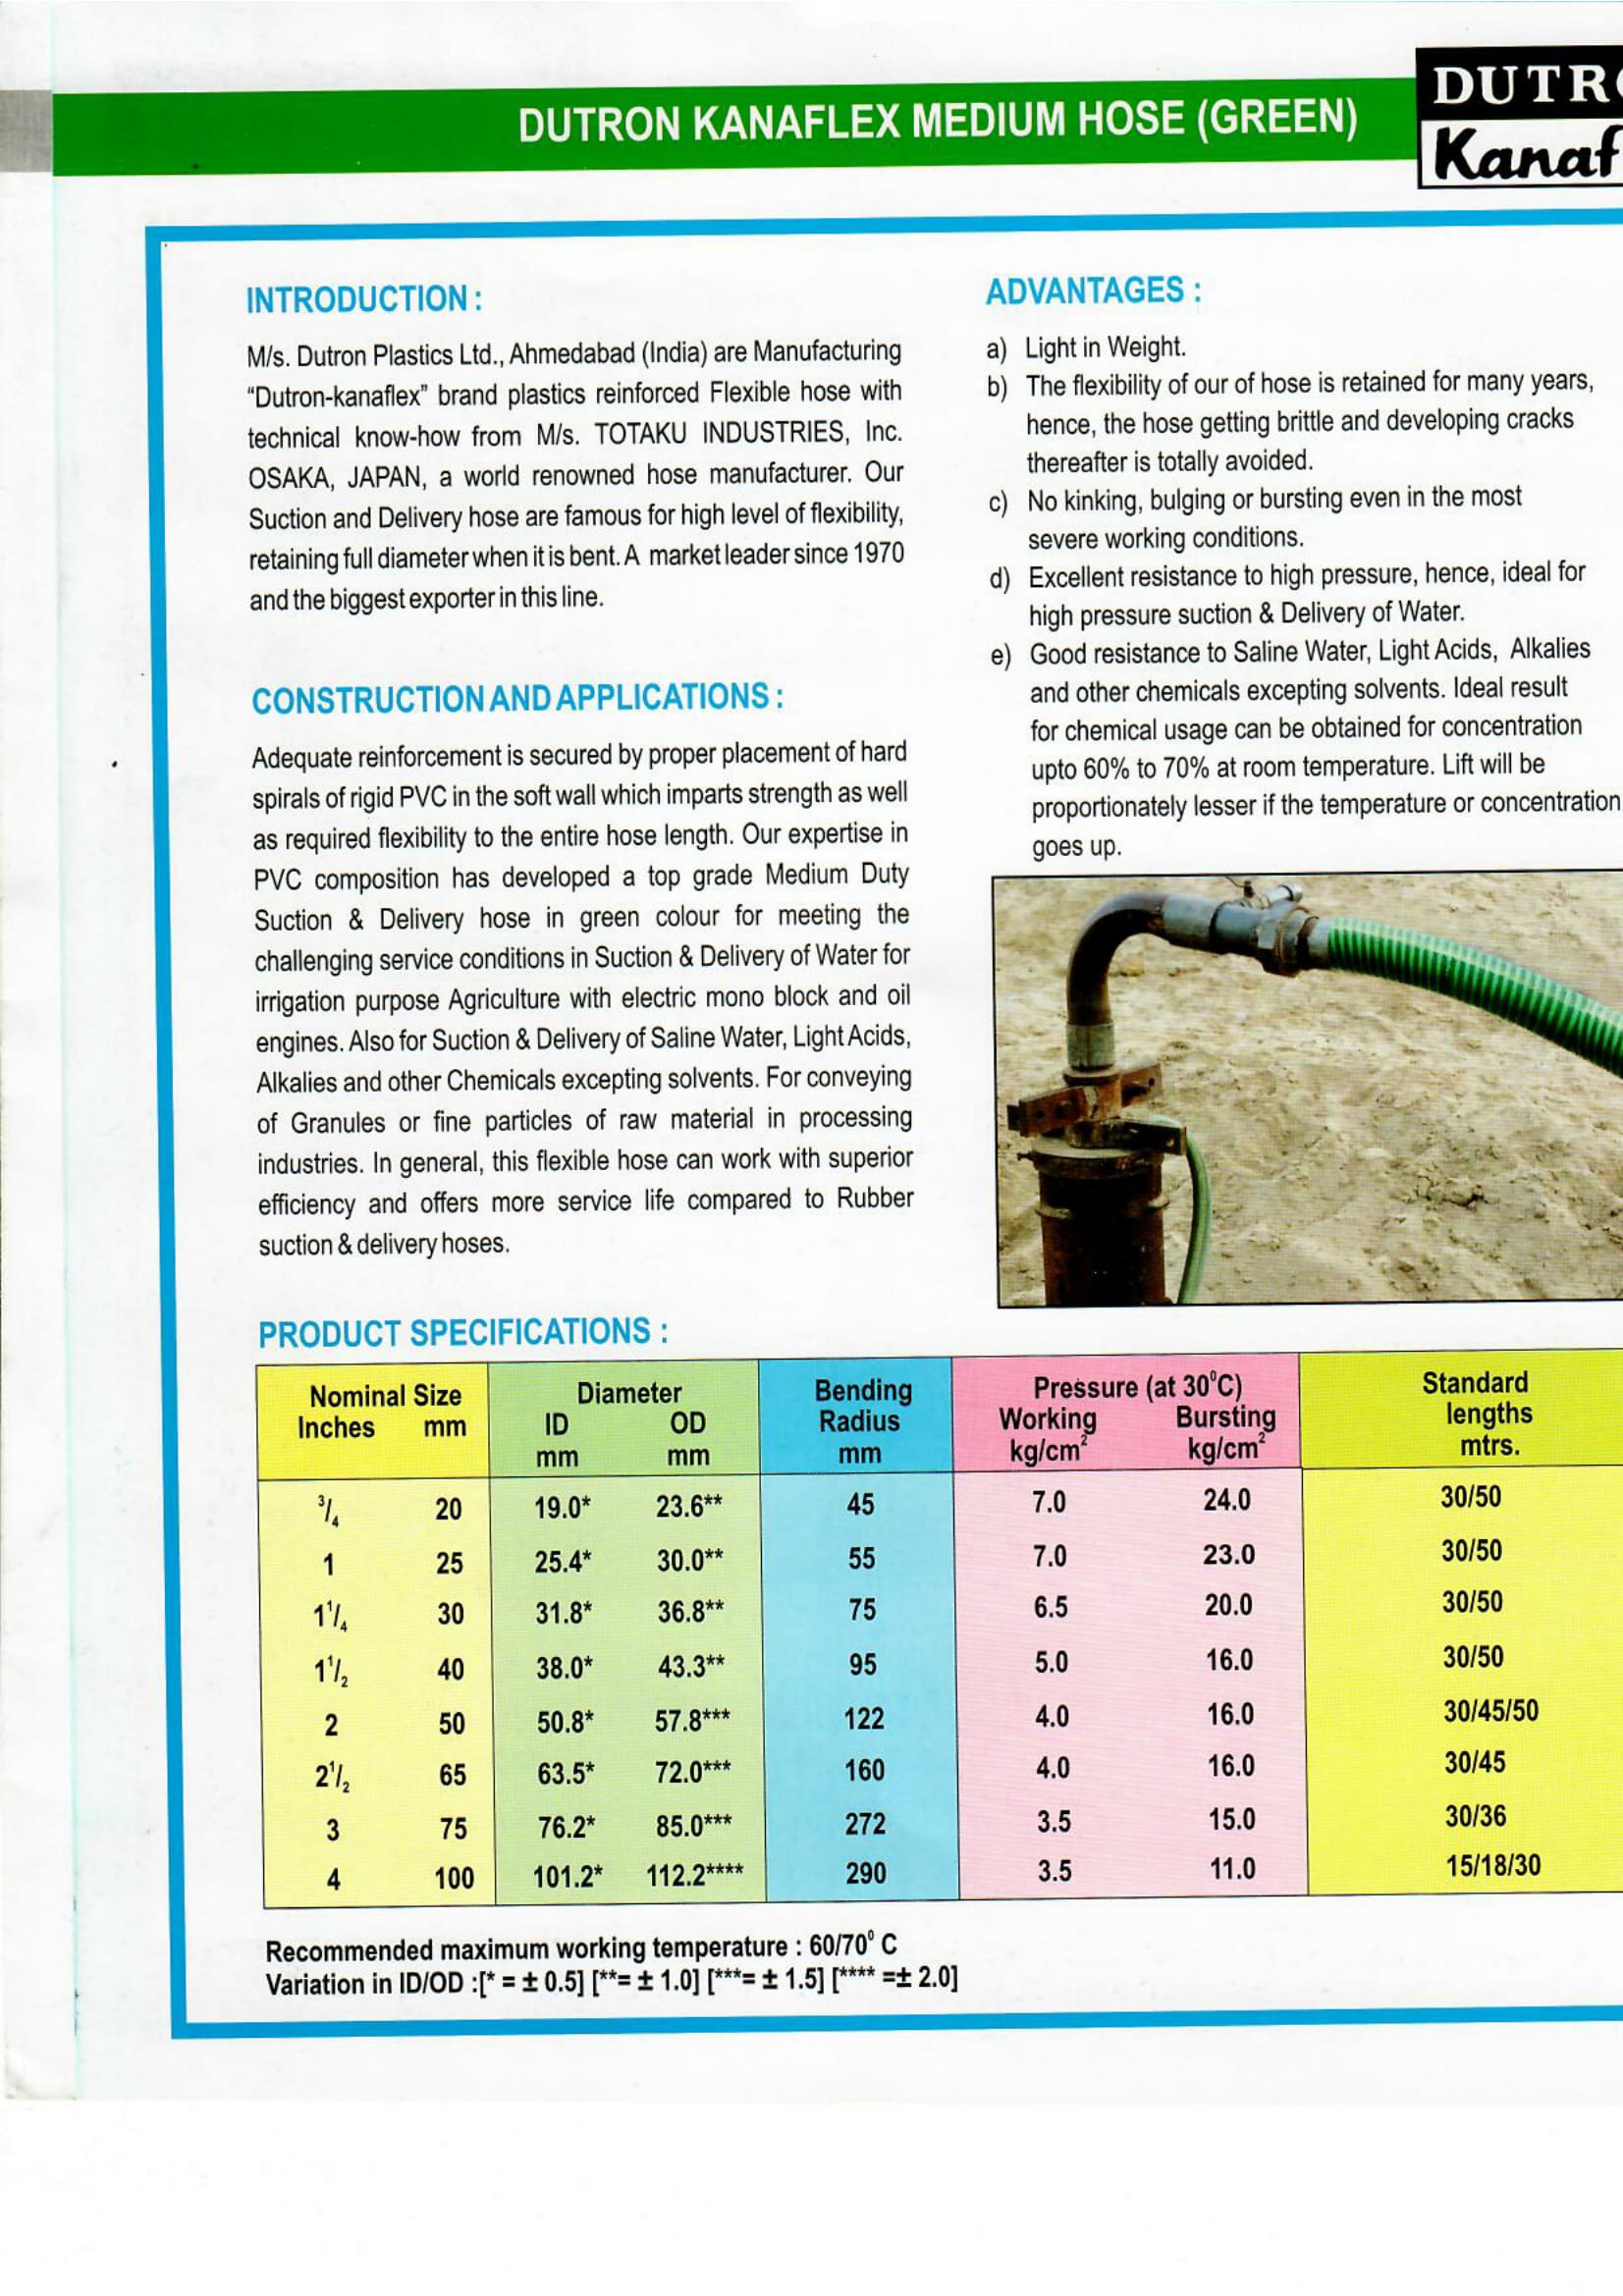 DUTRON KANAFLEX MEDIUM HOSE (GREEN)
DUTR
Kanaf
INTRODUCTION :
M/s. Dutron Plastics Ltd., Ahmedabad (India) are Manufacturing
“Dutron-kanaflex” brand plastics reinforced Flexible hose with
technical know-how from M/s. TOTAKU INDUSTRIES, Inc.
OSAKA, JAPAN, a world renowned hose manufacturer. Our
Suction and Delivery hose are famous for high level of flexibility,
retaining full diameter when it is bent. A market leader since 1970
and the biggest exporter in this line.
CONSTRUCTION AND APPLICATIONS :
Adequate reinforcement is secured by proper placement of hard
spirals of rigid PVC in the soft wall which imparts strength as well
as required flexibility to the entire hose length. Our expertise in
PVC composition has developed a top grade Medium Duty
Suction & Delivery hose in green colour for meeting the
challenging service conditions in Suction & Delivery of Water for
irrigation purpose Agriculture with electric mono block and oil
engines. Also for Suction & Delivery of Saline Water, Light Acids,
Alkalies and other Chemicals excepting solvents. For conveying
of Granules or fine particles of raw material in processing
industries. In general, this flexible hose can work with superior
efficiency and offers more service life compared to Rubber
suction & delivery hoses.
ADVANTAGES :
a) Light in Weight.
b) The flexibility of our of hose is retained for many years,
hence, the hose getting brittle and developing cracks
thereafter is totally avoided.
c) No kinking, bulging or bursting even in the most
severe working conditions.
d) Excellent resistance to high pressure, hence, ideal for
high pressure suction & Delivery of Water.
e) Good resistance to Saline Water, Light Acids, Alkalies
and other chemicals excepting solvents. Ideal result
for chemical usage can be obtained for concentration
upto 60% to 70% at room temperature. Lift will be
proportionately lesser if the temperature or concentration
goes up.
PRODUCT SPECIFICATIONS :
Nominal Size Diameter Bending Pressure (at 30⁰C) Standard
Inches mm ID OD Radius Working Bursting lengths
mm mm mm kg/cm² kg/cm² mtrs.
3/4 20 19.0* 23.6** 45 7.0 24.0 30/50
1 25 25.4* 30.0** 55 7.0 23.0 30/50
1 1/4 30 31.8* 36.8** 75 6.5 20.0 30/50
1 1/2 40 38.0* 43.3** 95 5.0 16.0 30/50
2 50 50.8* 57.8*** 122 4.0 16.0 30/45/50
2 1/2 65 63.5* 72.0*** 160 4.0 16.0 30/45
3 75 76.2* 85.0*** 272 3.5 15.0 30/36
4 100 101.2* 112.2**** 290 3.5 11.0 15/18/30
Recommended maximum working temperature : 60/70⁰ C
Variation in ID/OD :[* = ± 0.5] [**= ± 1.0] [***= ± 1.5] [**** =± 2.0]